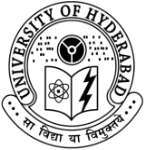 UNIVERSITY OF HYDERABAD
सा विद्या या विमुक्तये